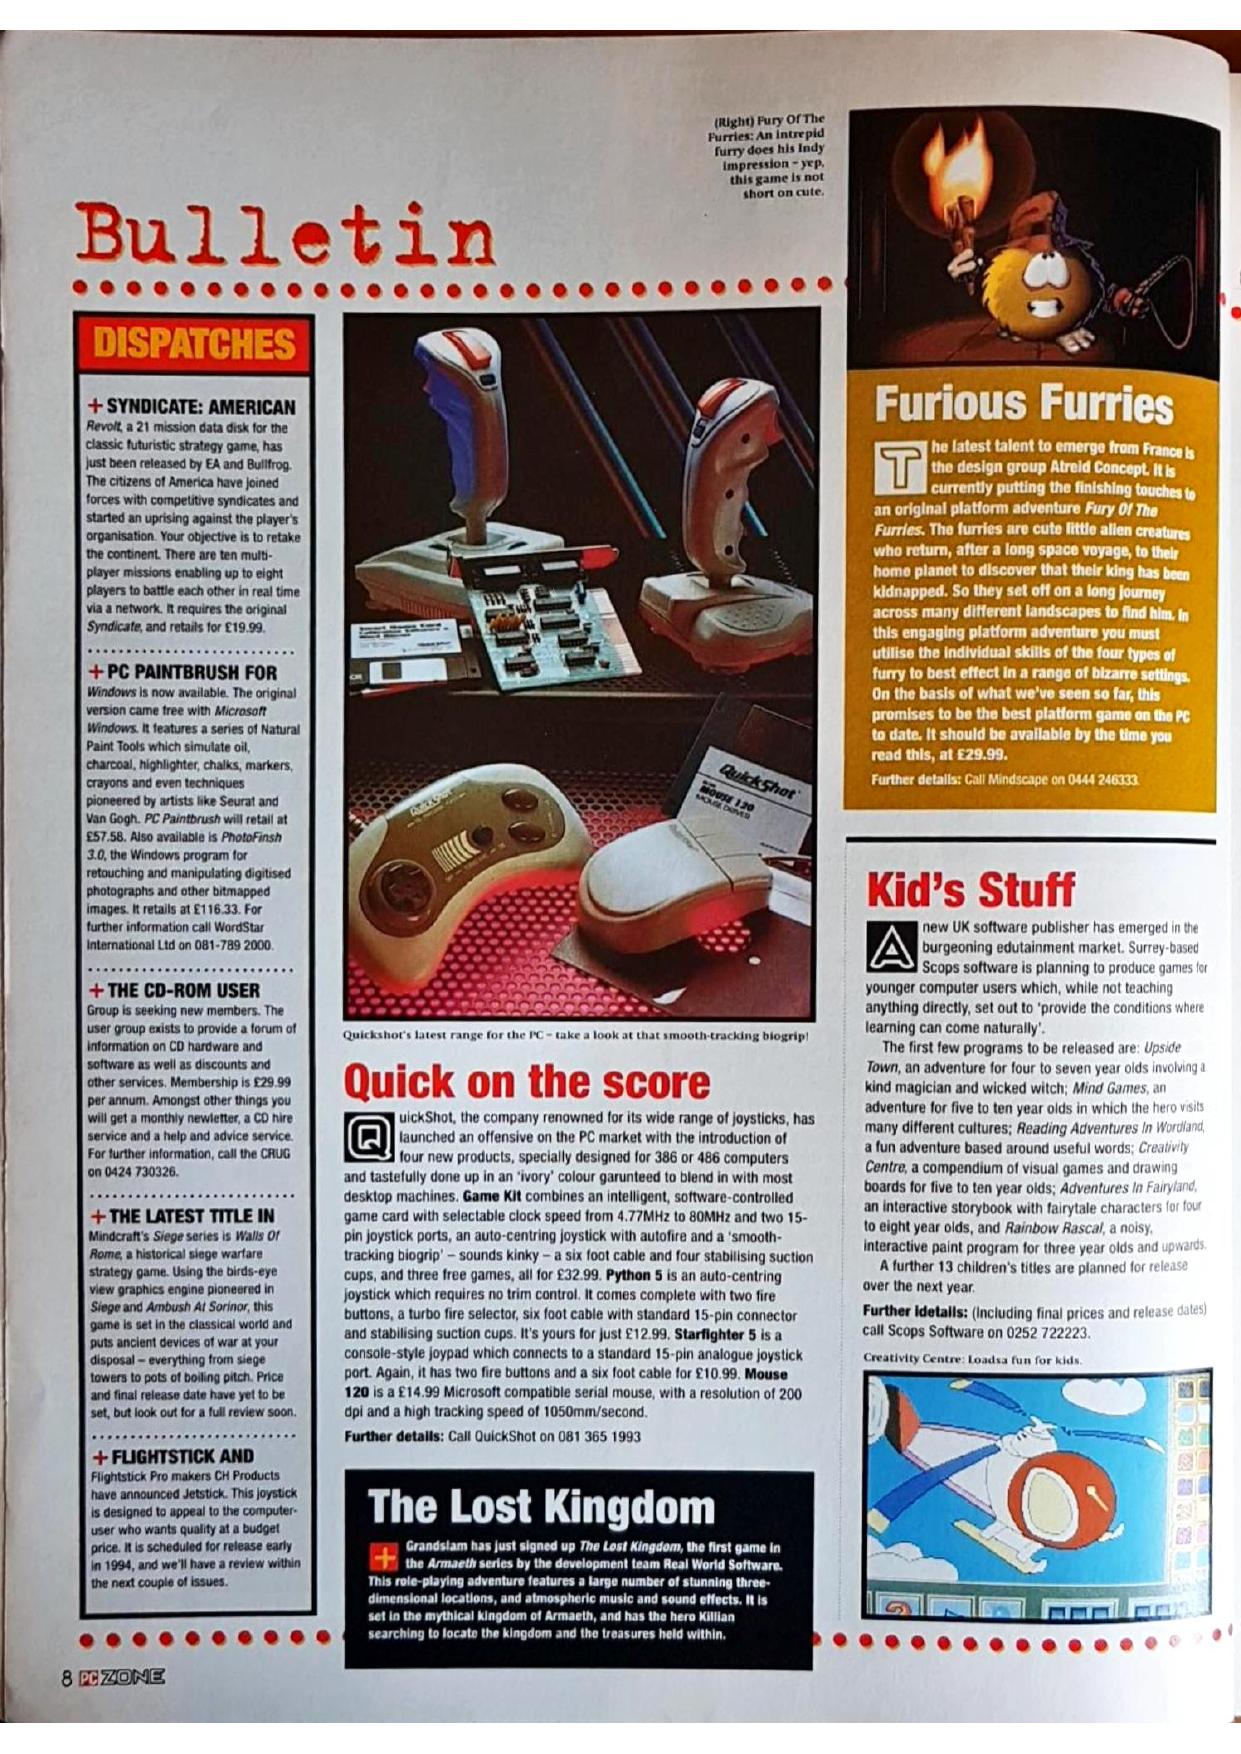 (Right) Fury Of The
Furries: An intrepid
furry does his Indy
impression – yep,
this game is not
short on cute.
Bulletin
DISPATCHES
+ SYNDICATE: AMERICAN
Revolt, a 21 mission data disk for the
classic futuristic strategy game, has
just been released by EA and Bullfrog.
The citizens of America have joined
forces with competitive syndicates and
started an uprising against the player's
organisation. Your objective is to retake
the continent. There are ten multi-
player missions enabling up to eight
players to battle each other in real time
via a network. It requires the original
Syndicate, and retails for £19.99.
+ PC PAINTBRUSH FOR
Windows is now available. The original
version came free with Microsoft
Windows. It features a series of Natural
Paint Tools which simulate oil,
charcoal, highlighter, chalks, markers,
crayons and even techniques
pioneered by artists like Seurat and
Van Gogh. PC Paintbrush will retail at
£57.58. Also available is PhotoFinsh
3.0, the Windows program for
retouching and manipulating digitised
photographs and other bitmapped
images. It retails at £116.33. For
further information call WordStar
International Ltd on 081-789 2000.
+ THE CD-ROM USER
Group is seeking new members. The
user group exists to provide a forum of
information on CD hardware and
software as well as discounts and
other services. Membership is £29.99
per annum. Amongst other things you
will get a monthly newletter, a CD hire
service and a help and advice service.
For further information, call the CRUG
on 0424 730326.
+ THE LATEST TITLE IN
Mindcraft's Siege series is Walls Of
Rome, a historical siege warfare
strategy game. Using the birds-eye
view graphics engine pioneered in
Siege and Ambush At Sorinor, this
game is set in the classical world and
puts ancient devices of war at your
disposal – everything from siege
towers to pots of boiling pitch. Price
and final release date have yet to be
set, but look out for a full review soon.
+ FLIGHTSTICK AND
Flightstick Pro makers CH Products
have announced Jetstick. This joystick
is designed to appeal to the computer-
user who wants quality at a budget
price. It is scheduled for release early
in 1994, and we'll have a review within
the next couple of issues.
QuickShot
QuickShot
MOUSE 120
MOUSE DRIVER
Quickshot's latest range for the PC – take a look at that smooth-tracking biogrip!
Quick on the score
QuickShot, the company renowned for its wide range of joysticks, has
launched an offensive on the PC market with the introduction of
four new products, specially designed for 386 or 486 computers
and tastefully done up in an 'ivory' colour garunteed to blend in with most
desktop machines. Game Kit combines an intelligent, software-controlled
game card with selectable clock speed from 4.77MHz to 80MHz and two 15-
pin joystick ports, an auto-centring joystick with autofire and a 'smooth-
tracking biogrip' – sounds kinky – a six foot cable and four stabilising suction
cups, and three free games, all for £32.99. Python 5 is an auto-centring
joystick which requires no trim control. It comes complete with two fire
buttons, a turbo fire selector, six foot cable with standard 15-pin connector
and stabilising suction cups. It's yours for just £12.99. Starfighter 5 is a
console-style joypad which connects to a standard 15-pin analogue joystick
port. Again, it has two fire buttons and a six foot cable for £10.99. Mouse
120 is a £14.99 Microsoft compatible serial mouse, with a resolution of 200
dpi and a high tracking speed of 1050mm/second.
Further details: Call QuickShot on 081 365 1993
The Lost Kingdom
+ Grandslam has just signed up The Lost Kingdom, the first game in
the Armaeth series by the development team Real World Software.
This role-playing adventure features a large number of stunning three-
dimensional locations, and atmospheric music and sound effects. It is
set in the mythical kingdom of Armaeth, and has the hero Killian
searching to locate the kingdom and the treasures held within.
Furious Furries
The latest talent to emerge from France is
the design group Atreid Concept. It is
currently putting the finishing touches to
an original platform adventure Fury Of The
Furries. The furries are cute little alien creatures
who return, after a long space voyage, to their
home planet to discover that their king has been
kidnapped. So they set off on a long journey
across many different landscapes to find him. In
this engaging platform adventure you must
utilise the individual skills of the four types of
furry to best effect in a range of bizarre settings.
On the basis of what we've seen so far, this
promises to be the best platform game on the PC
to date. It should be available by the time you
read this, at £29.99.
Further details: Call Mindscape on 0444 246333.
Kid's Stuff
A new UK software publisher has emerged in the
burgeoning edutainment market. Surrey-based
Scops software is planning to produce games for
younger computer users which, while not teaching
anything directly, set out to 'provide the conditions where
learning can come naturally'.
The first few programs to be released are: Upside
Town, an adventure for four to seven year olds involving a
kind magician and wicked witch; Mind Games, an
adventure for five to ten year olds in which the hero visits
many different cultures; Reading Adventures In Wordland,
a fun adventure based around useful words; Creativity
Centre, a compendium of visual games and drawing
boards for five to ten year olds; Adventures In Fairyland,
an interactive storybook with fairytale characters for four
to eight year olds, and Rainbow Rascal, a noisy,
interactive paint program for three year olds and upwards.
A further 13 children's titles are planned for release
over the next year.
Further Idetails: (Including final prices and release dates)
call Scops Software on 0252 722223.
Creativity Centre: Loadsa fun for kids.
8 PC ZONE